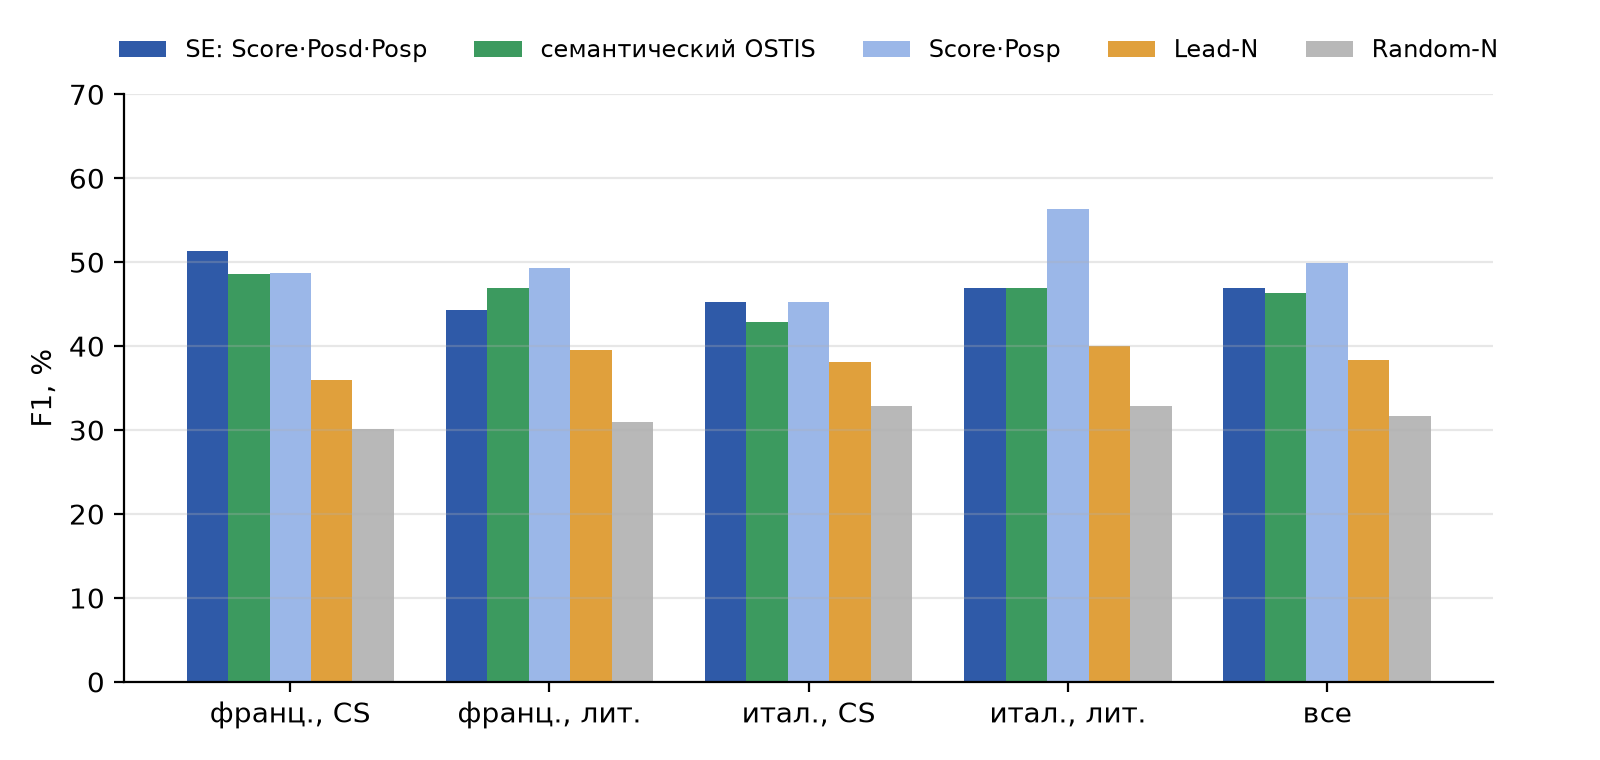 SE: Score·Posd·Posp семантический OSTIS Score·Posp Lead-N Random-N
70
60
50
40
30
20
10
0
F1, %
франц., CS франц., лит. итал., CS итал., лит. все